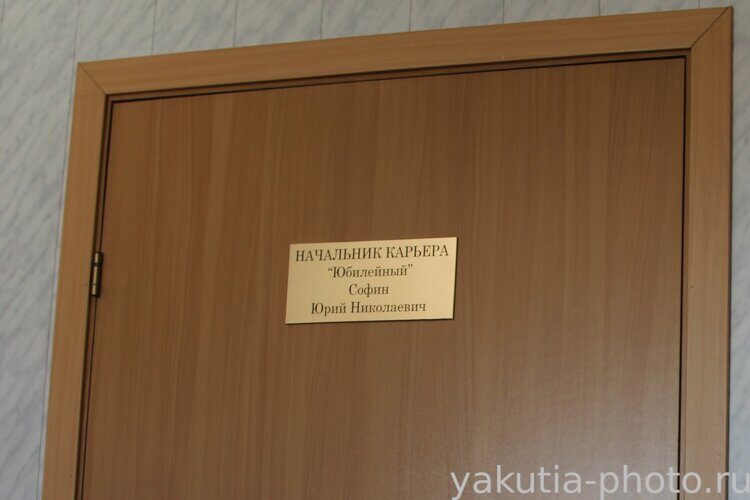 НАЧАЛЬНИК КАРЬЕРА
“Юбилейный”
Софин
Юрий Николаевич
yakutia-photo.ru